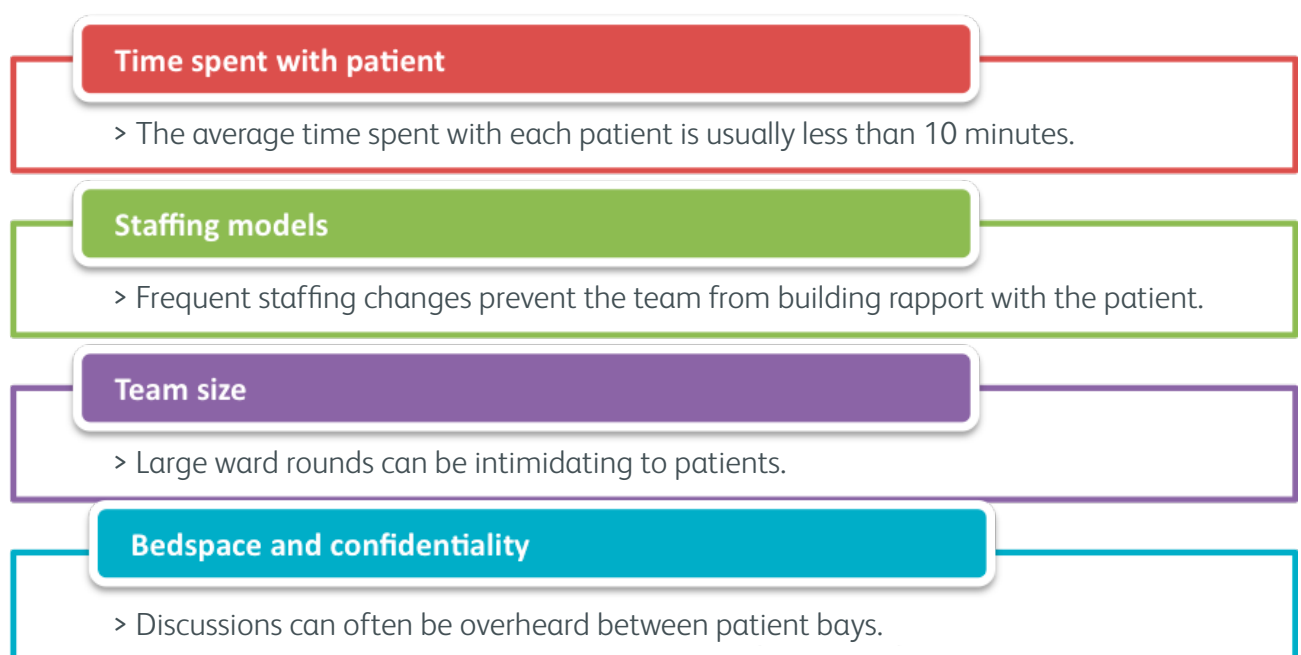 Time spent with patient
> The average time spent with each patient is usually less than 10 minutes.
Staffing models
> Frequent staffing changes prevent the team from building rapport with the patient.
Team size
> Large ward rounds can be intimidating to patients.
Bedspace and confidentiality
> Discussions can often be overheard between patient bays.